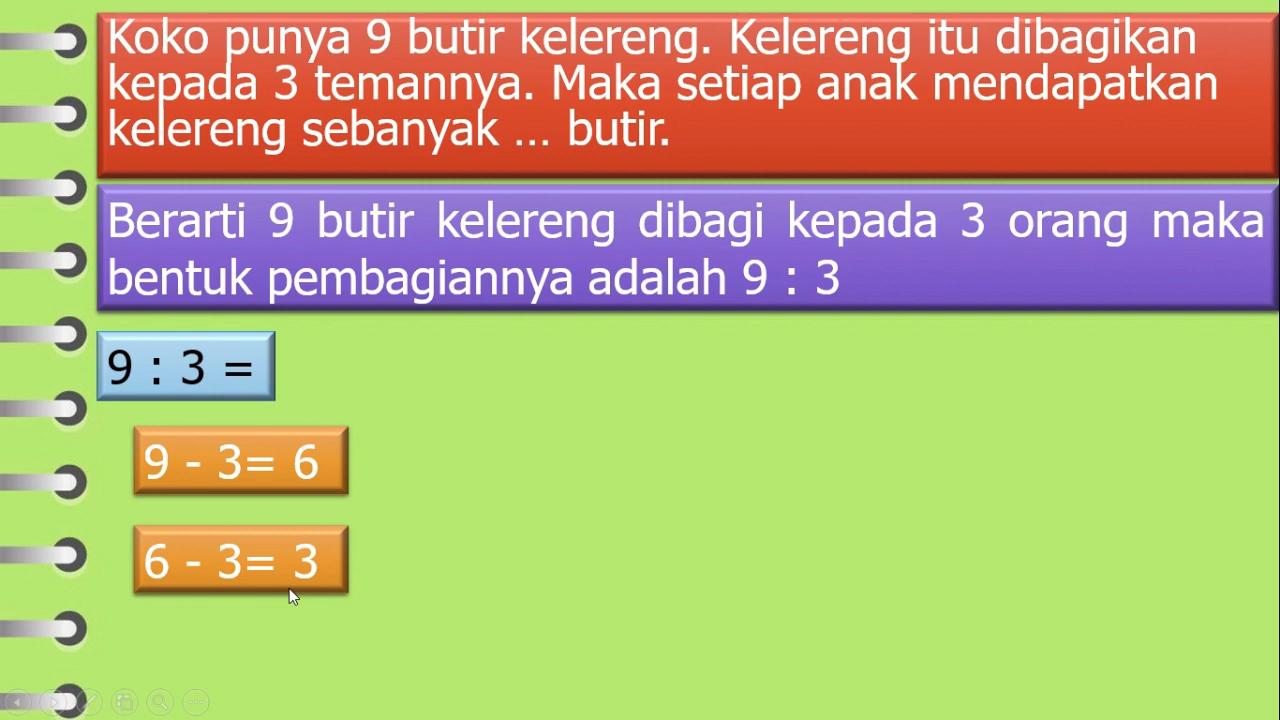 Koko punya 9 butir kelereng. Kelereng itu dibagikan
kepada 3 temannya. Maka setiap anak mendapatkan
kelereng sebanyak ... butir.
Berarti 9 butir kelereng dibagi kepada 3 orang maka
bentuk pembagiannya adalah 9 : 3
9 : 3 =
9 - 3= 6
6 - 3= 3